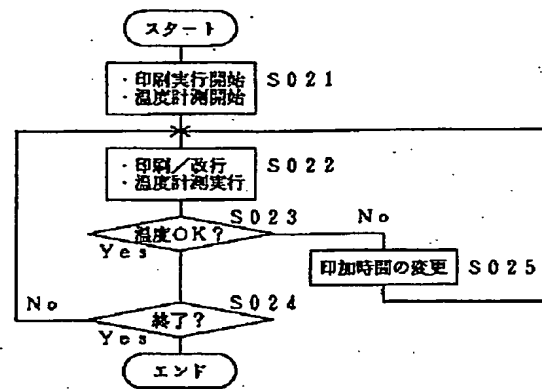 スタート
・印刷実行開始
・温度計測開始
S021
・印刷／改行
・温度計測実行
S022
S023
温度OK？
No
Yes
印加時間の変更
S025
S024
No
終了？
Yes
エンド